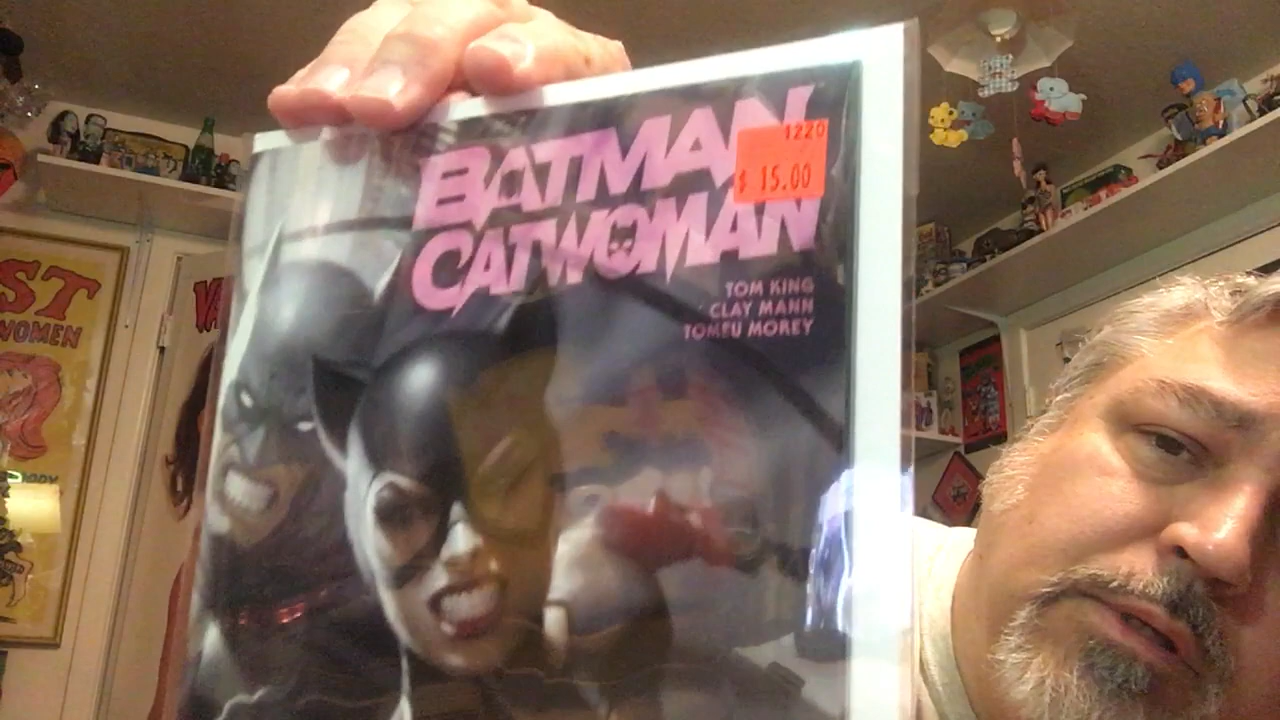 BATMAN
CATWOMAN
1220
$ 15.00
TOM KING
CLAY MANN
TOMEU MOREY
ST
WOMEN